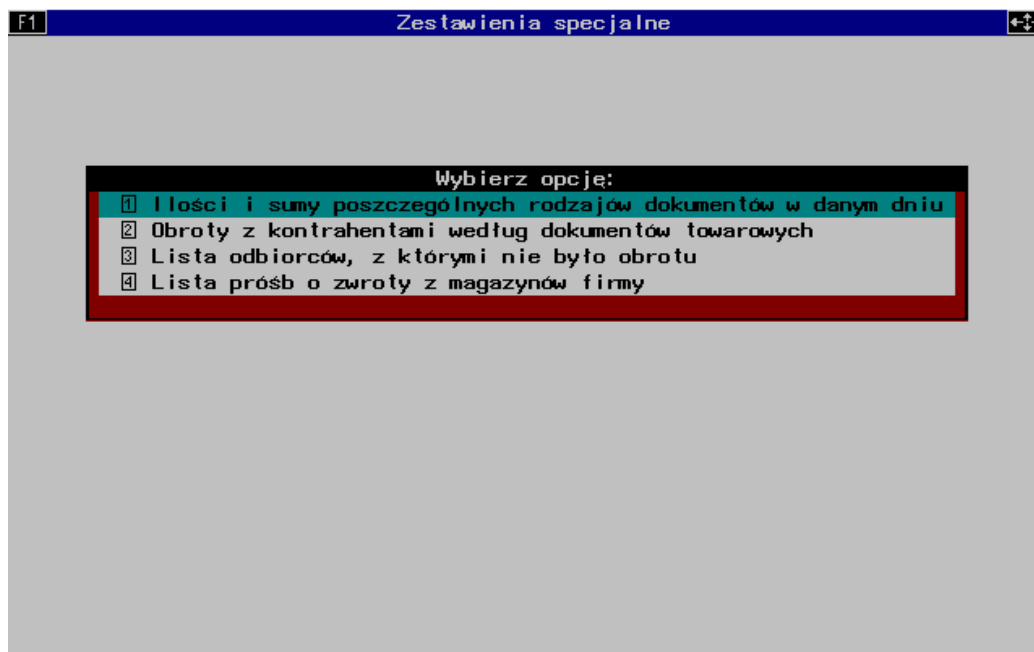 F1 Zestawienia specjalne
Wybierz opcję:
1 Ilości i sumy poszczególnych rodzajów dokumentów w danym dniu
2 Obroty z kontrahentami według dokumentów towarowych
3 Lista odbiorców, z którymi nie było obrotu
4 Lista próśb o zwroty z magazynów firmy